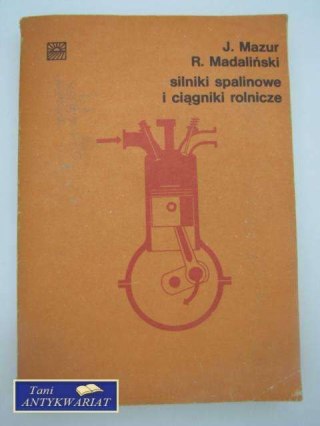 J. Mazur
R. Madaliński
silniki spalinowe
i ciągniki rolnicze
Tani
ANTYKWARIAT